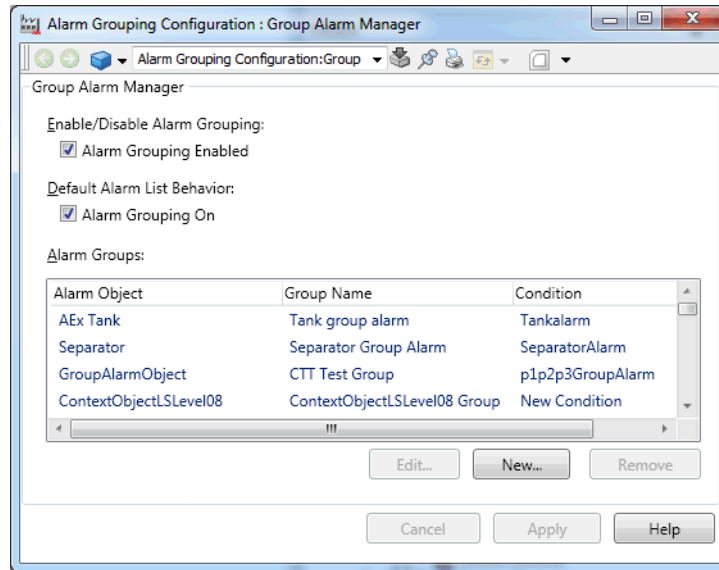 Alarm Grouping Configuration : Group Alarm Manager
Alarm Grouping Configuration:Group
Group Alarm Manager
Enable/Disable Alarm Grouping:
Alarm Grouping Enabled
Default Alarm List Behavior:
Alarm Grouping On
Alarm Groups:
Alarm Object Group Name Condition
AEx Tank Tank group alarm Tankalarm
Separator Separator Group Alarm SeparatorAlarm
GroupAlarmObject CTT Test Group p1p2p3GroupAlarm
ContextObjectLSLevel08 ContextObjectLSLevel08 Group New Condition
Edit... New... Remove
Cancel Apply Help